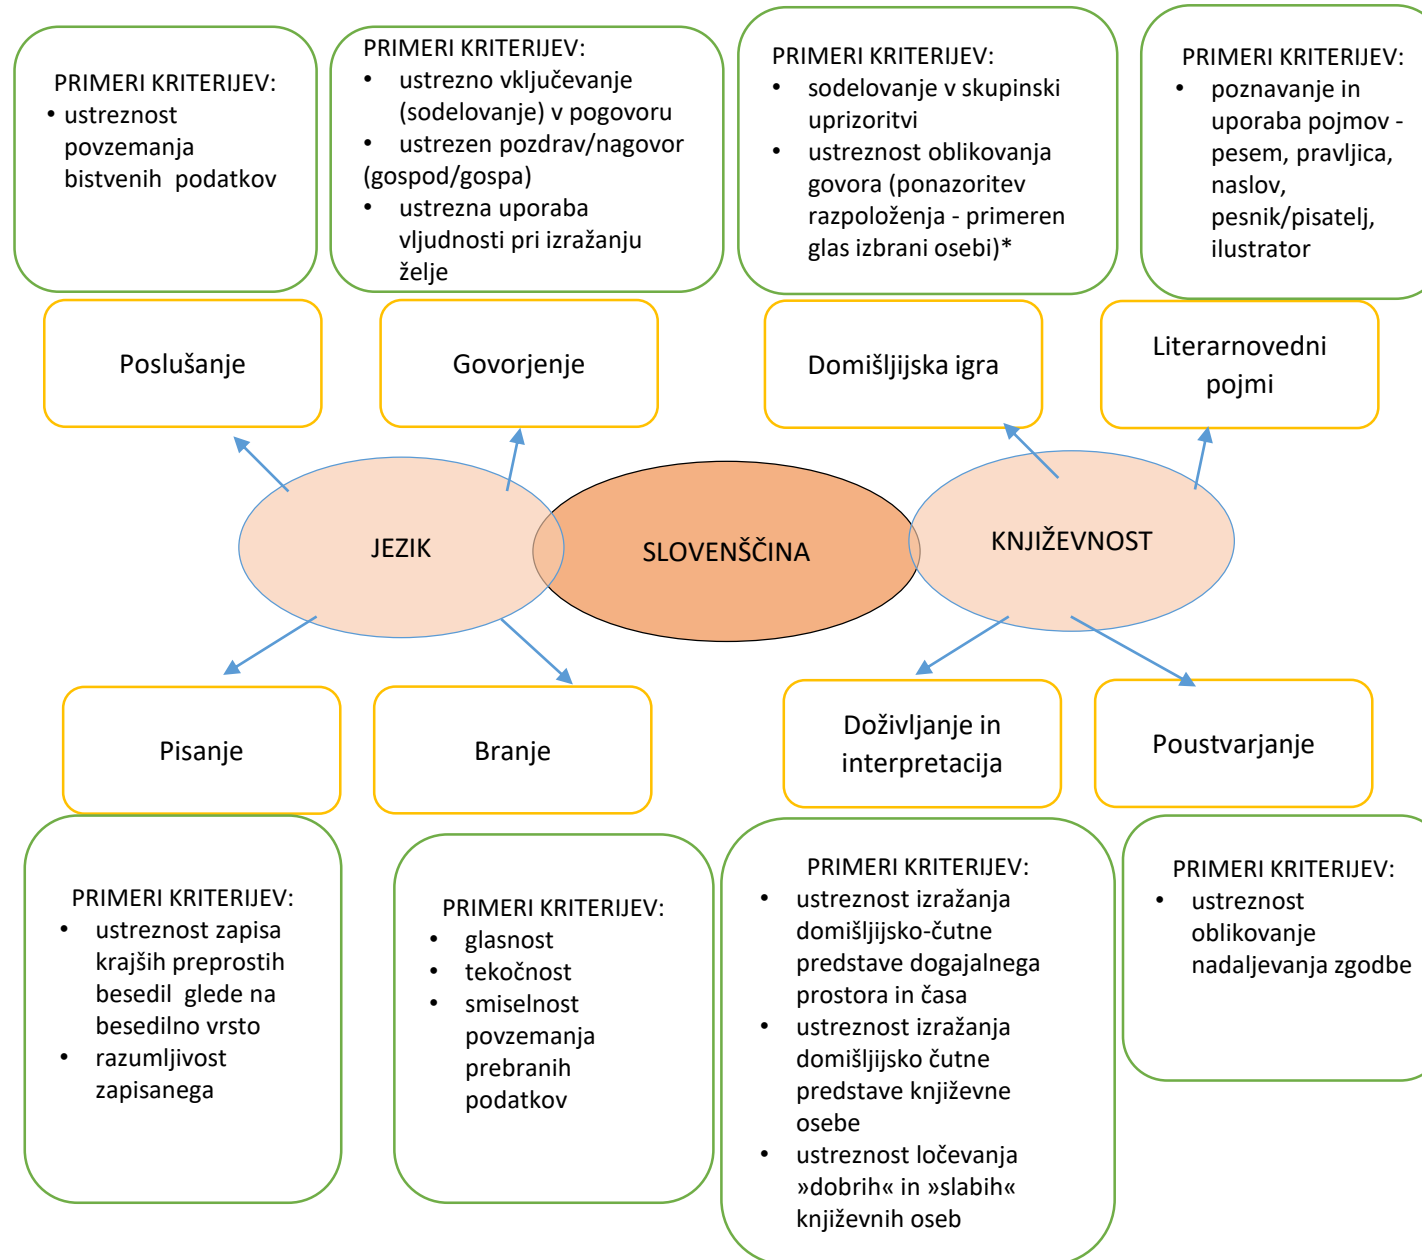 PRIMERI KRITERIJEV:
• ustreznost
povzemanja
bistvenih podatkov
PRIMERI KRITERIJEV:
• ustrezno vključevanje
(sodelovanje) v pogovoru
• ustrezen pozdrav/nagovor
(gospod/gospa)
• ustrezna uporaba
vljudnosti pri izražanju
želje
PRIMERI KRITERIJEV:
• sodelovanje v skupinski
uprizoritvi
• ustreznost oblikovanja
govora (ponazoritev
razpoloženja - primeren
glas izbrani osebi)*
PRIMERI KRITERIJEV:
• poznavanje in
uporaba pojmov -
pesem, pravljica,
naslov,
pesnik/pisatelj,
ilustrator
Poslušanje
Govorjenje
Domišljijska igra
Literarnovedni
pojmi
JEZIK
SLOVENŠČINA
KNJIŽEVNOST
Pisanje
Branje
Doživljanje in
interpretacija
Poustvarjanje
PRIMERI KRITERIJEV:
• ustreznost zapisa
krajših preprostih
besedil glede na
besedilno vrsto
• razumljivost
zapisanega
PRIMERI KRITERIJEV:
• glasnost
• tekočnost
• smiselnost
povzemanja
prebranih
podatkov
PRIMERI KRITERIJEV:
• ustreznost izražanja
domišljijsko-čutne
predstave dogajalnega
prostora in časa
• ustreznost izražanja
domišljijsko čutne
predstave književne
osebe
• ustreznost ločevanja
»dobrih« in »slabih«
književnih oseb
PRIMERI KRITERIJEV:
• ustreznost
oblikovanje
nadaljevanja zgodbe